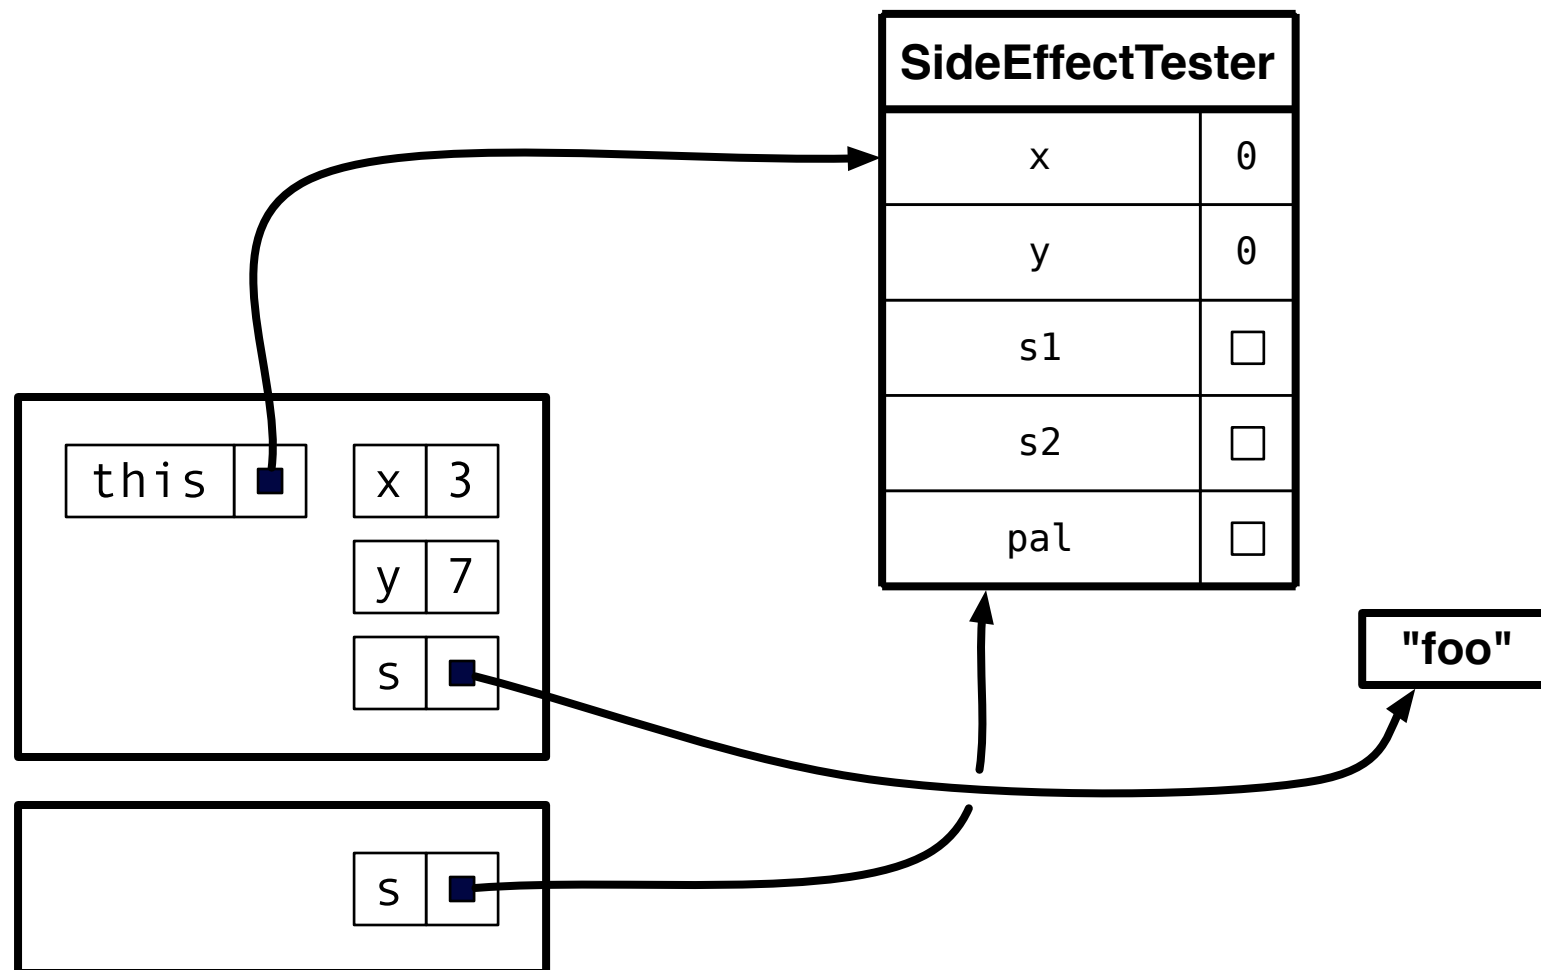 SideEffectTester
x 0
y 0
s1
s2
pal
this
x 3
y 7
s
"foo"
s